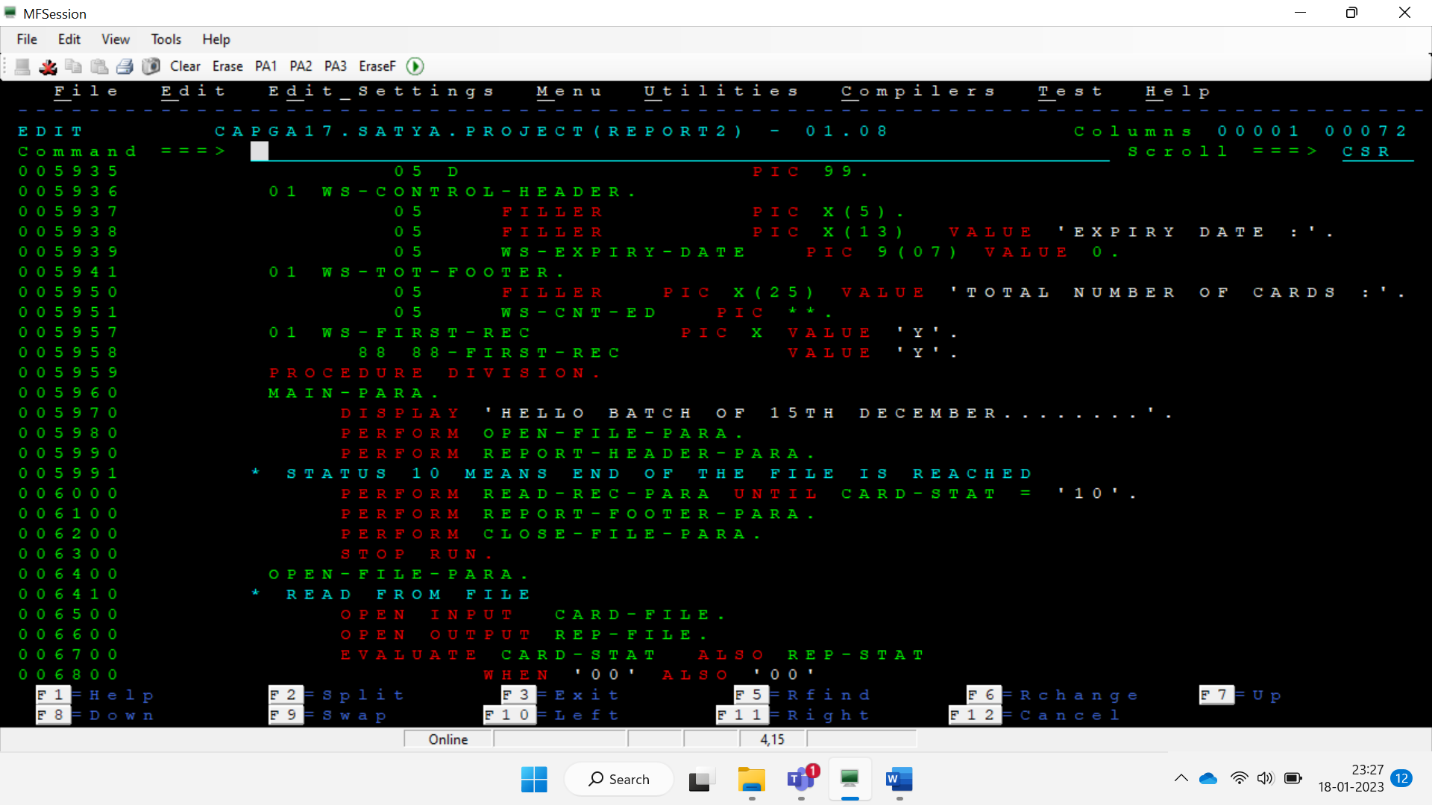 MFSession
File Edit View Tools Help
Clear Erase PA1 PA2 PA3 EraseF
File Edit Edit_Settings Menu Utilities Compilers Test Help
EDIT CAPGA17.SATYA.PROJECT(REPORT2) - 01.08 Columns 00001 00072
Command ===> Scroll ===> CSR
005935 05 D PIC 99.
005936 01 WS-CONTROL-HEADER.
005937 05 FILLER PIC X(5).
005938 05 FILLER PIC X(13) VALUE 'EXPIRY DATE :'.
005939 05 WS-EXPIRY-DATE PIC 9(07) VALUE 0.
005941 01 WS-TOT-FOOTER.
005950 05 FILLER PIC X(25) VALUE 'TOTAL NUMBER OF CARDS :'.
005951 05 WS-CNT-ED PIC **.
005957 01 WS-FIRST-REC PIC X VALUE 'Y'.
005958 88 88-FIRST-REC VALUE 'Y'.
005959 PROCEDURE DIVISION.
005960 MAIN-PARA.
005970 DISPLAY 'HELLO BATCH OF 15TH DECEMBER........'.
005980 PERFORM OPEN-FILE-PARA.
005990 PERFORM REPORT-HEADER-PARA.
005991 * STATUS 10 MEANS END OF THE FILE IS REACHED
006000 PERFORM READ-REC-PARA UNTIL CARD-STAT = '10'.
006100 PERFORM REPORT-FOOTER-PARA.
006200 PERFORM CLOSE-FILE-PARA.
006300 STOP RUN.
006400 OPEN-FILE-PARA.
006410 * READ FROM FILE
006500 OPEN INPUT CARD-FILE.
006600 OPEN OUTPUT REP-FILE.
006700 EVALUATE CARD-STAT ALSO REP-STAT
006800 WHEN '00' ALSO '00'
F1=Help F2=Split F3=Exit F5=Rfind F6=Rchange F7=Up
F8=Down F9=Swap F10=Left F11=Right F12=Cancel
Online 4,15
Search 1 23:27
18-01-2023 12